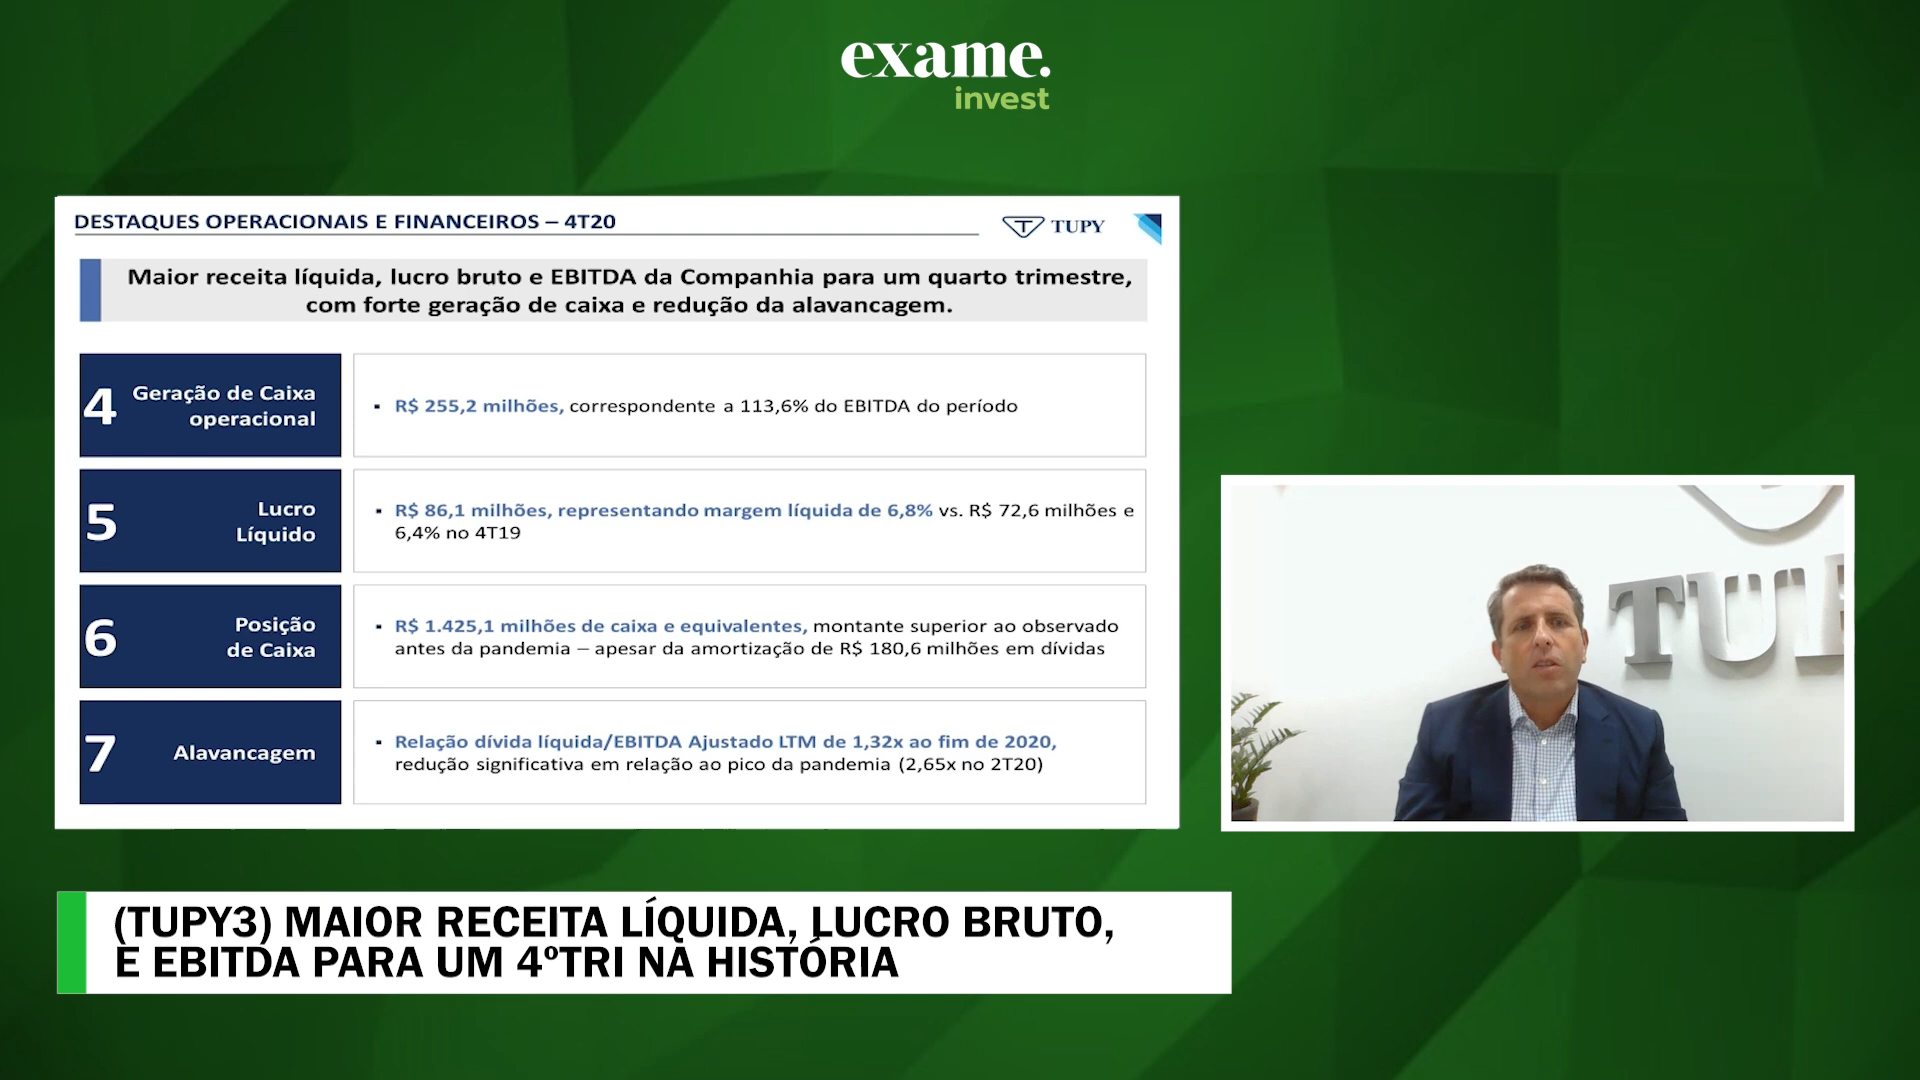 exame.
invest
DESTAQUES OPERACIONAIS E FINANCEIROS – 4T20
TUPY
Maior receita líquida, lucro bruto e EBITDA da Companhia para um quarto trimestre,
com forte geração de caixa e redução da alavancagem.
4 Geração de Caixa
operacional
▪ R$ 255,2 milhões, correspondente a 113,6% do EBITDA do período
5 Lucro
Líquido
▪ R$ 86,1 milhões, representando margem líquida de 6,8% vs. R$ 72,6 milhões e
6,4% no 4T19
6 Posição
de Caixa
▪ R$ 1.425,1 milhões de caixa e equivalentes, montante superior ao observado
antes da pandemia – apesar da amortização de R$ 180,6 milhões em dívidas
7 Alavancagem
▪ Relação dívida líquida/EBITDA Ajustado LTM de 1,32x ao fim de 2020,
redução significativa em relação ao pico da pandemia (2,65x no 2T20)
TUP
(TUPY3) MAIOR RECEITA LÍQUIDA, LUCRO BRUTO,
E EBITDA PARA UM 4ºTRI NA HISTÓRIA